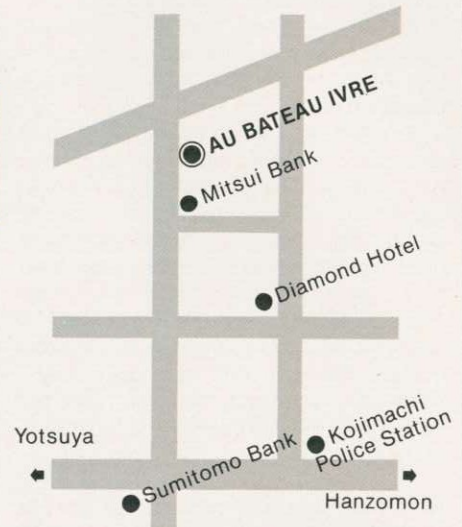 AU BATEAU IVRE
Mitsui Bank
Diamond Hotel
Kojimachi
Police Station
Yotsuya
Sumitomo Bank
Hanzomon